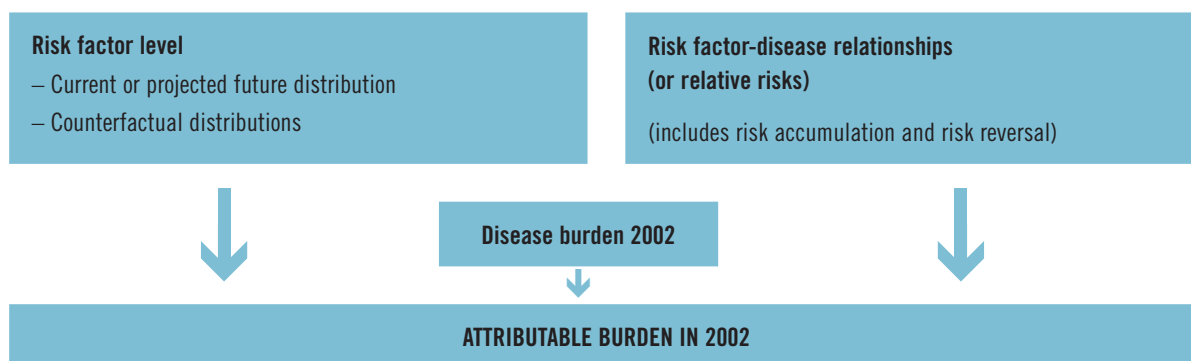 Risk factor level
– Current or projected future distribution
– Counterfactual distributions
Risk factor-disease relationships
(or relative risks)
(includes risk accumulation and risk reversal)
Disease burden 2002
ATTRIBUTABLE BURDEN IN 2002